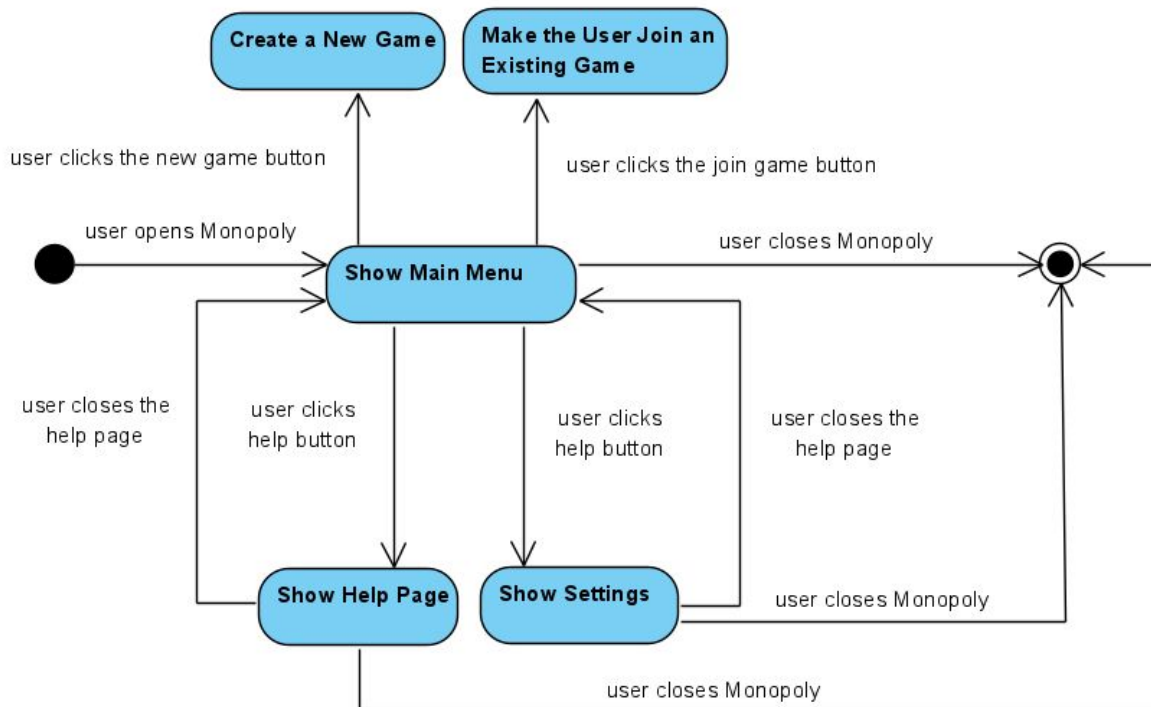 Create a New Game
Make the User Join an
Existing Game
user clicks the new game button
user clicks the join game button
user opens Monopoly
user closes Monopoly
Show Main Menu
user closes the
help page
user clicks
help button
user clicks
help button
user closes the
help page
Show Help Page
Show Settings
user closes Monopoly
user closes Monopoly